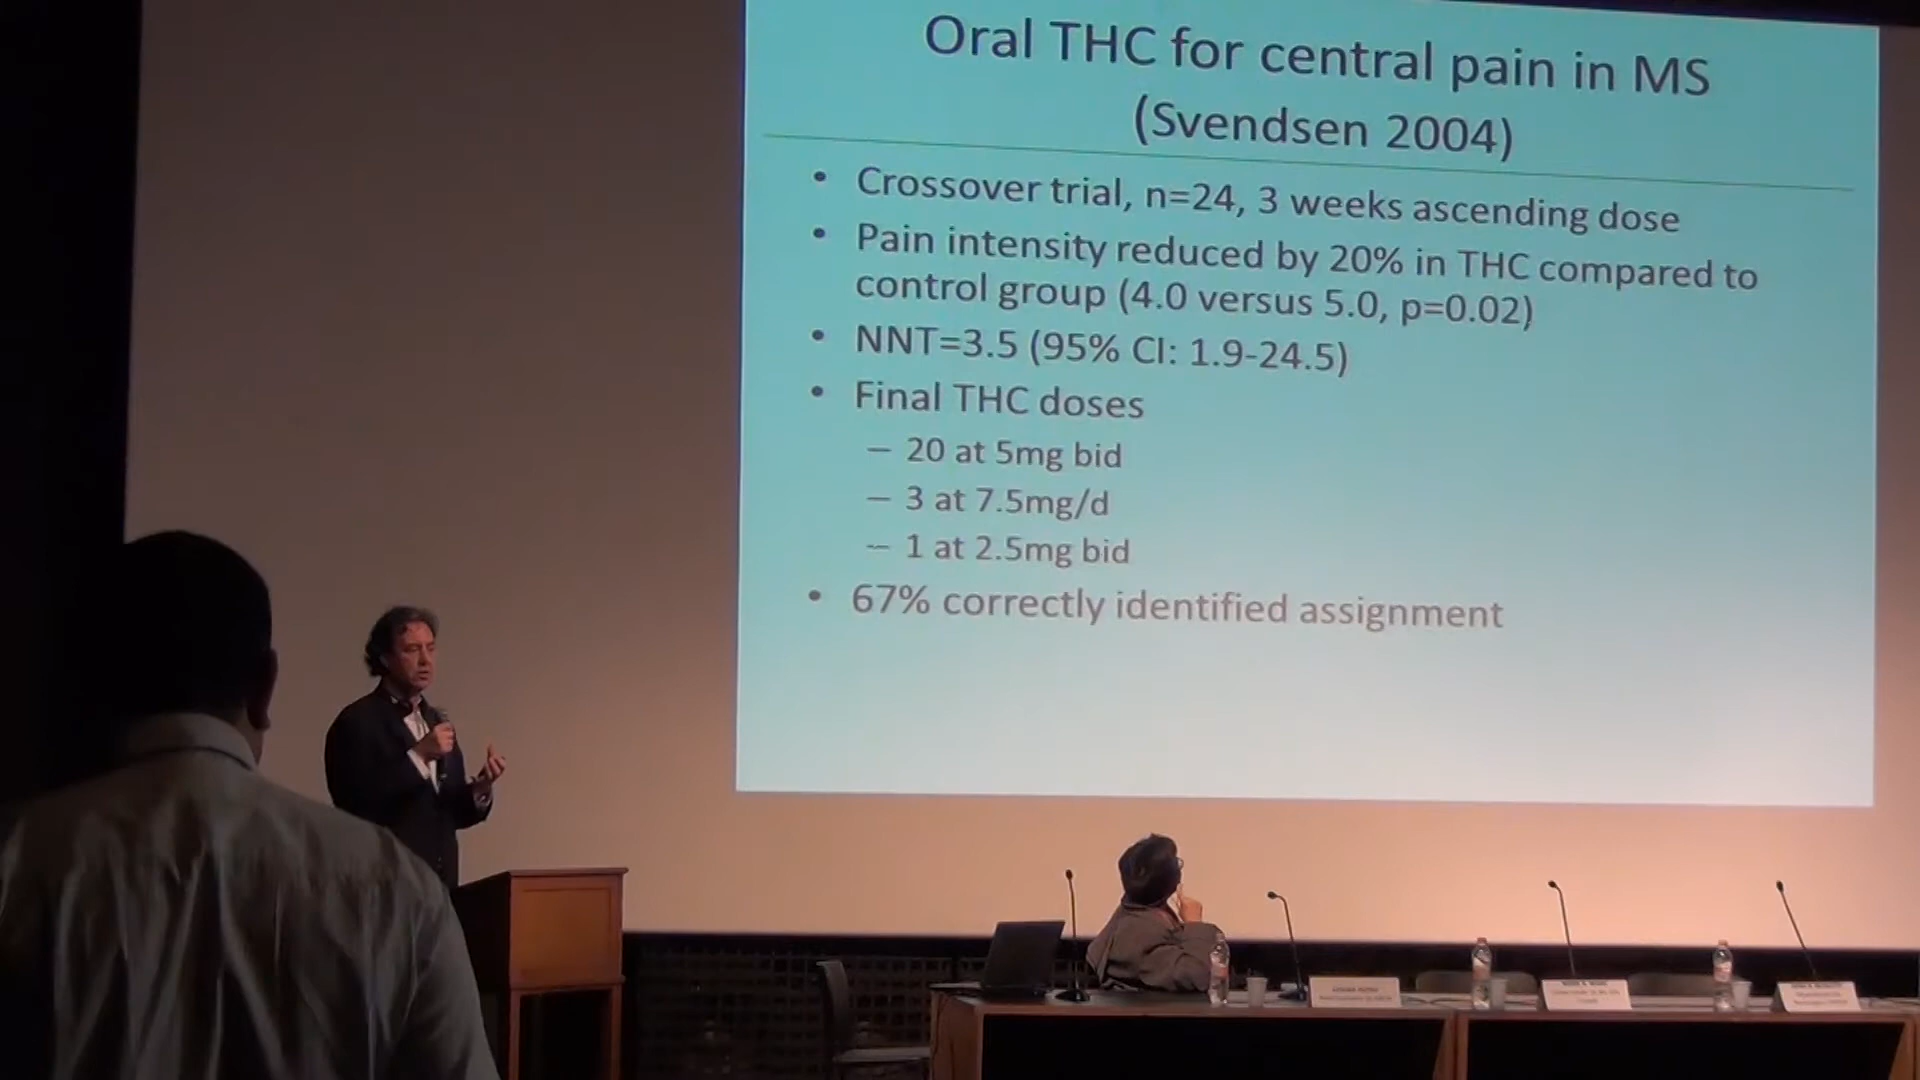 Oral THC for central pain in MS
(Svendsen 2004)
• Crossover trial, n=24, 3 weeks ascending dose
• Pain intensity reduced by 20% in THC compared to
control group (4.0 versus 5.0, p=0.02)
• NNT=3.5 (95% CI: 1.9-24.5)
• Final THC doses
– 20 at 5mg bid
– 3 at 7.5mg/d
– 1 at 2.5mg bid
• 67% correctly identified assignment